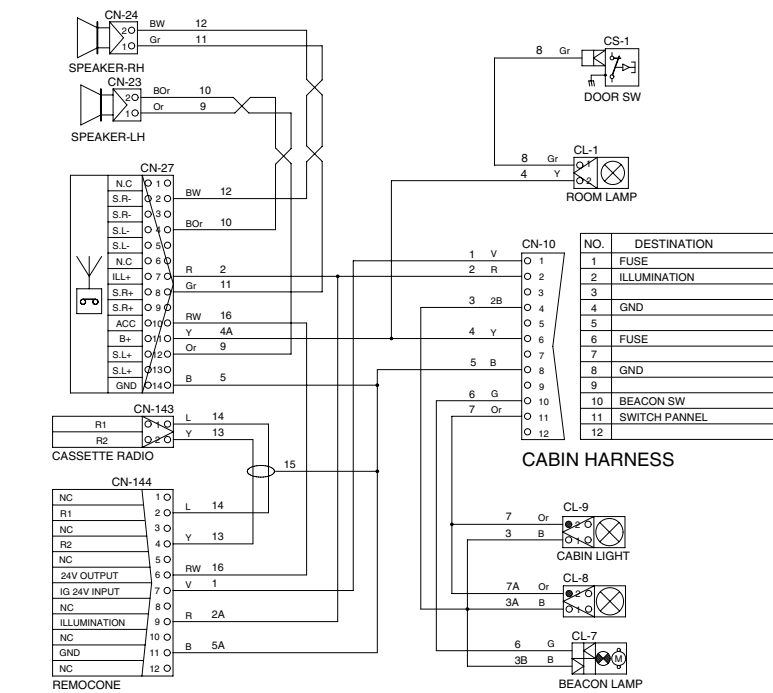 CN-24
BW 12
Gr 11
2
1
SPEAKER-RH
CN-23
BOr 10
Or 9
2
1
SPEAKER-LH
CS-1
8 Gr
DOOR SW
CL-1
8 Gr 1
4 Y 2
ROOM LAMP
CN-27
N.C 1
S.R- 2 BW 12
S.R- 3
S.L- 4 BOr 10
S.L- 5
N.C 6
ILL+ 7 R 2
S.R+ 8 Gr 11
S.R+ 9
ACC 10 RW 16
B+ 11 Y 4A
S.L+ 12 Or 9
S.L+ 13
GND 14 B 5
CN-143
R1 1 L 14
R2 2 Y 13
CASSETTE RADIO
15
CN-144
NC 1
R1 2 L 14
NC 3
R2 4 Y 13
NC 5
24V OUTPUT 6 RW 16
IG 24V INPUT 7 V 1
NC 8
ILLUMINATION 9 R 2A
NC 10
GND 11 B 5A
NC 12
REMOCONE
CN-10
1 V 1
2 R 2
3
3 2B 4
5
4 Y 6
7
5 B 8
9
6 G 10
7 Or 11
12
NO. DESTINATION
1 FUSE
2 ILLUMINATION
3
4 GND
5
6 FUSE
7
8 GND
9
10 BEACON SW
11 SWITCH PANNEL
12
CABIN HARNESS
CL-9
7 Or 2
3 B 1
CABIN LIGHT
CL-8
7A Or 2
3A B 1
CL-7
6 G
3B B
M
BEACON LAMP